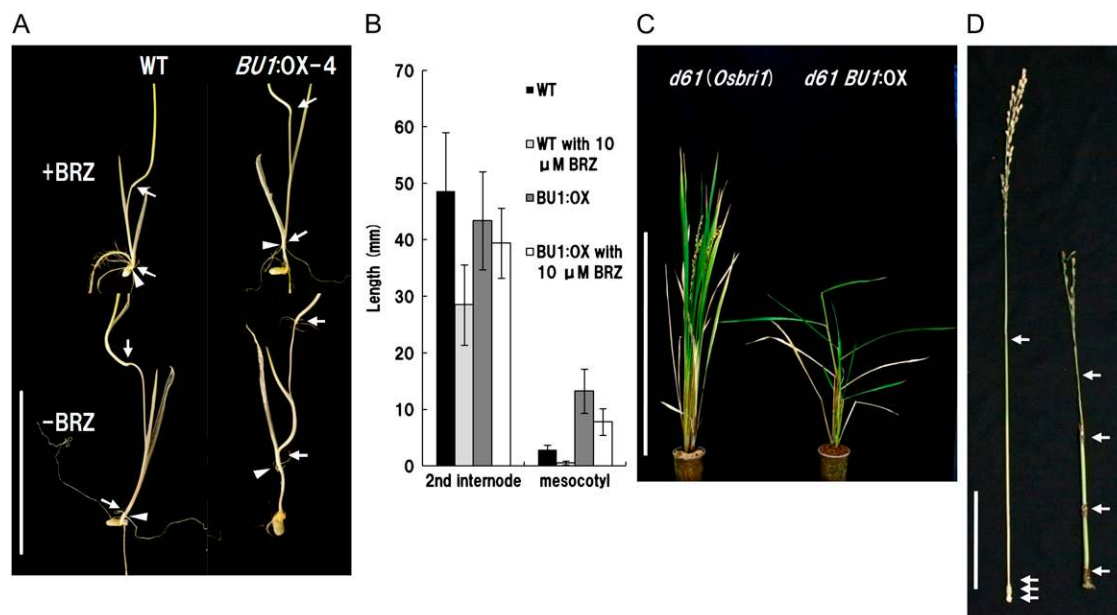 A
WT
BU1:OX-4
+BRZ
-BRZ
B
70
60
50
40
30
20
10
0
Length (mm)
WT
WT with 10
μM BRZ
BU1:OX
BU1:OX with
10 μM BRZ
2nd internode
mesocotyl
C
d61 (Osbri1)
d61 BU1:OX
D